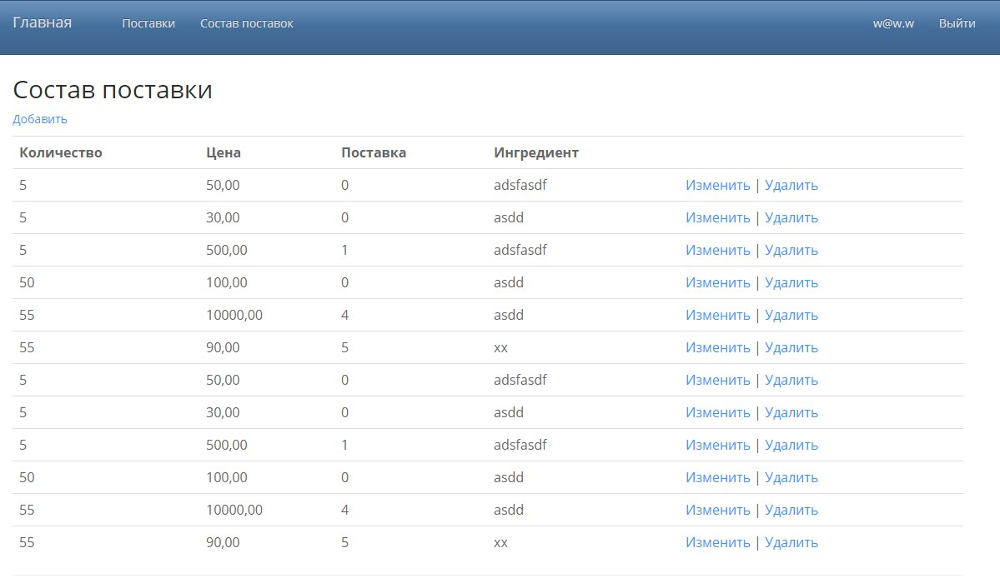 Главная Поставки Состав поставок w@w.w Выйти
Состав поставки
Добавить
Количество Цена Поставка Ингредиент
5 50,00 0 adsfasdf Изменить | Удалить
5 30,00 0 asdd Изменить | Удалить
5 500,00 1 adsfasdf Изменить | Удалить
50 100,00 0 asdd Изменить | Удалить
55 10000,00 4 asdd Изменить | Удалить
55 90,00 5 xx Изменить | Удалить
5 50,00 0 adsfasdf Изменить | Удалить
5 30,00 0 asdd Изменить | Удалить
5 500,00 1 adsfasdf Изменить | Удалить
50 100,00 0 asdd Изменить | Удалить
55 10000,00 4 asdd Изменить | Удалить
55 90,00 5 xx Изменить | Удалить